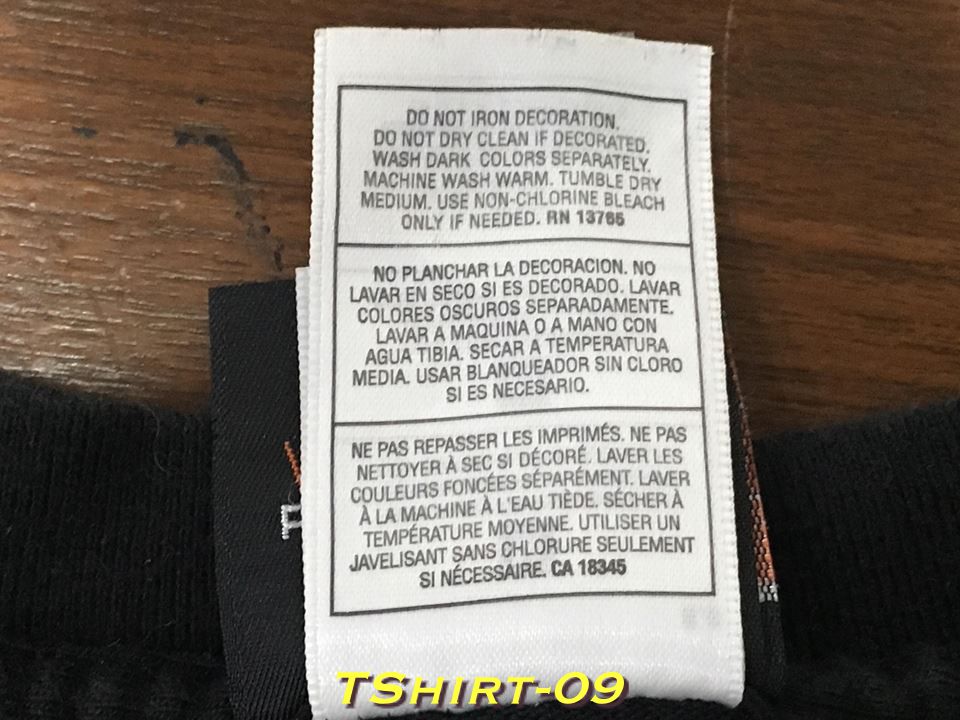 DO NOT IRON DECORATION.
DO NOT DRY CLEAN IF DECORATED.
WASH DARK COLORS SEPARATELY.
MACHINE WASH WARM. TUMBLE DRY
MEDIUM. USE NON-CHLORINE BLEACH
ONLY IF NEEDED. RN 13765
NO PLANCHAR LA DECORACION. NO
LAVAR EN SECO SI ES DECORADO. LAVAR
COLORES OSCUROS SEPARADAMENTE.
LAVAR A MAQUINA O A MANO CON
AGUA TIBIA. SECAR A TEMPERATURA
MEDIA. USAR BLANQUEADOR SIN CLORO
SI ES NECESARIO.
NE PAS REPASSER LES IMPRIMÉS. NE PAS
NETTOYER À SEC SI DÉCORÉ. LAVER LES
COULEURS FONCÉES SÉPARÉMENT. LAVER
À LA MACHINE À L'EAU TIÈDE. SÉCHER À
TEMPÉRATURE MOYENNE. UTILISER UN
JAVELISANT SANS CHLORURE SEULEMENT
SI NÉCESSAIRE. CA 18345
TSHIRT-09